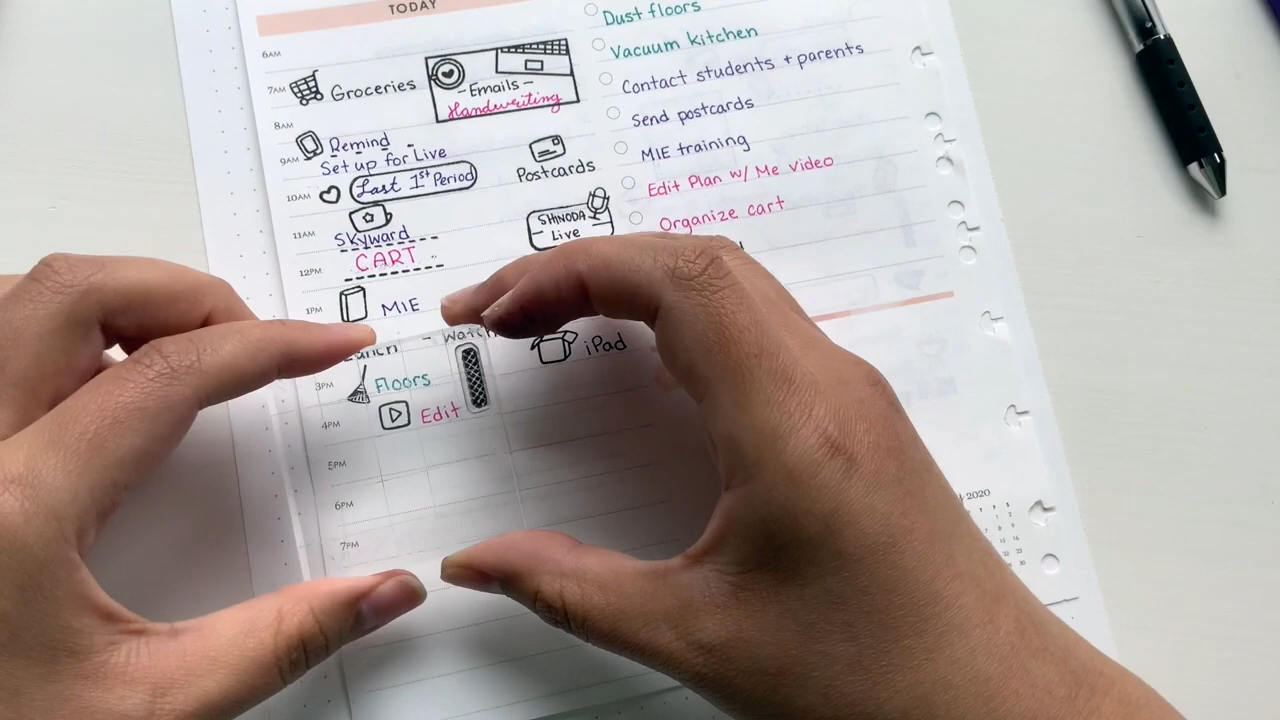 TODAY
6AM
7AM Groceries
- Emails -
Handwriting
8AM
Remind
9AM
Set up for Live
10AM
Last 1st Period
Postcards
11AM
Skyward
SHINODA
- Live -
12PM
CART
1PM
MIE
Lunch - Watch
iPad
3PM
Floors
4PM
Edit
5PM
6PM
7PM
Dust floors
Vacuum kitchen
Contact students + parents
Send postcards
MIE training
Edit Plan w/ Me video
Organize cart
2020